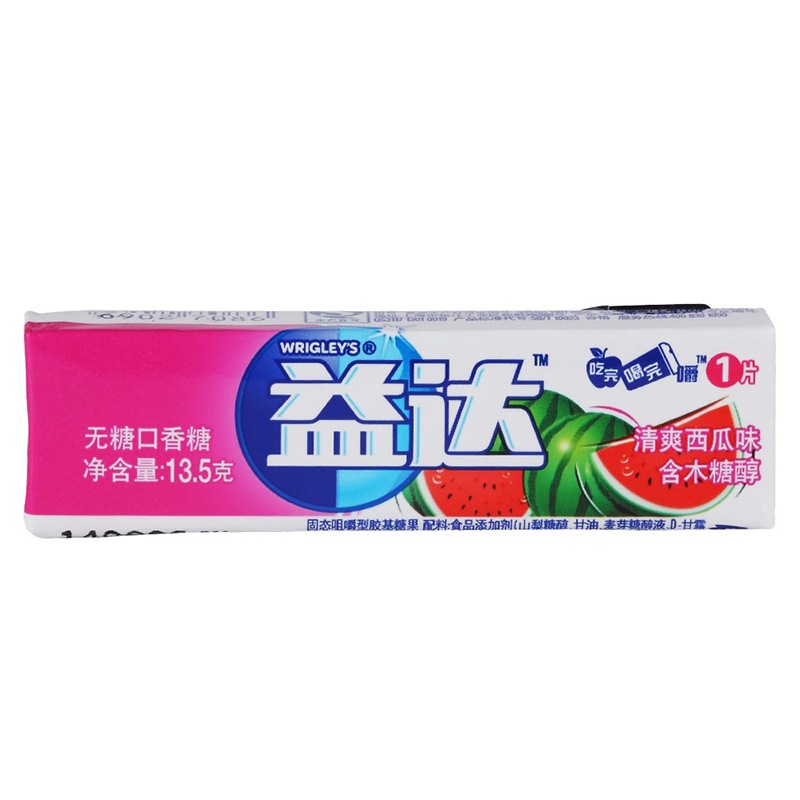 WRIGLEY'S®
益达™
无糖口香糖
净含量:13.5克
吃完 喝完 嚼™ 1片
清爽西瓜味
含木糖醇
固态咀嚼型胶基糖果 配料:食品添加剂(山梨糖醇, 甘油, 麦芽糖醇液, D-甘露